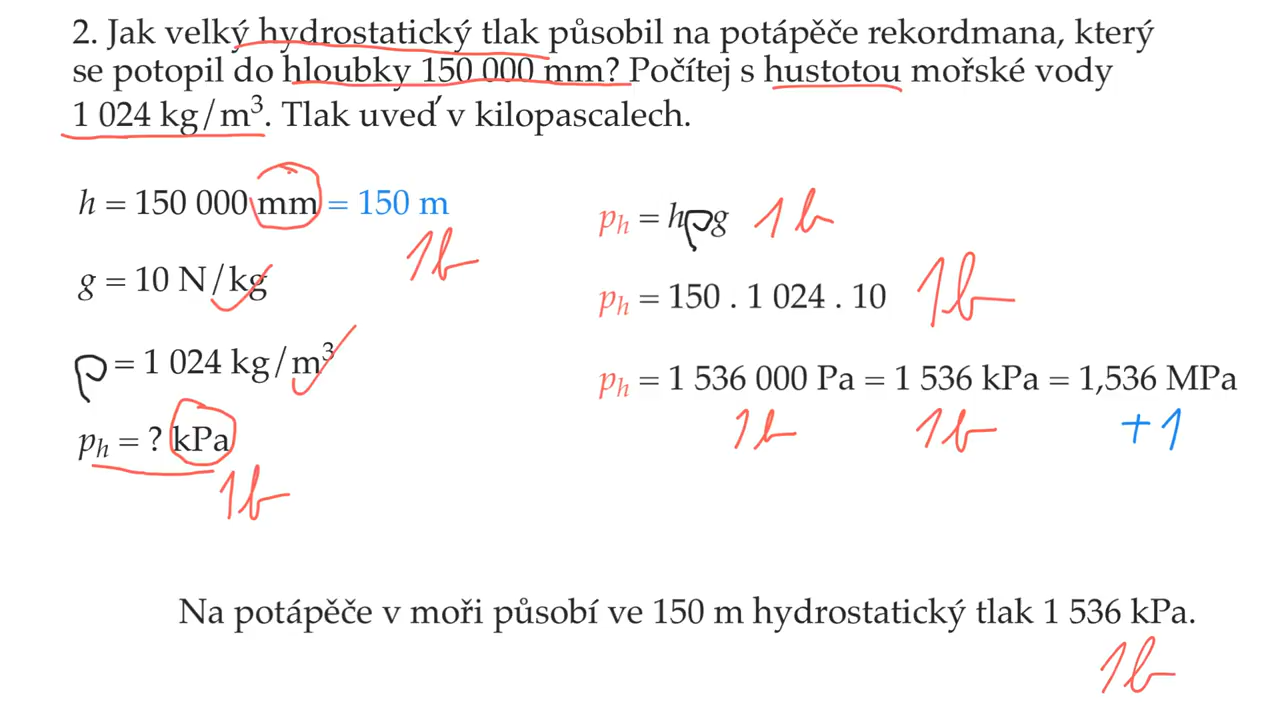 2. Jak velký hydrostatický tlak působil na potápěče rekordmana, který
se potopil do hloubky 150 000 mm? Počítej s hustotou mořské vody
1 024 kg/m³. Tlak uveď v kilopascalech.
h = 150 000 mm = 150 m
1b
g = 10 N/kg
ρ = 1 024 kg/m³
pₕ = ? kPa
1b
pₕ = hρg 1b
pₕ = 150 . 1 024 . 10 1b
pₕ = 1 536 000 Pa = 1 536 kPa = 1,536 MPa
1b 1b +1
Na potápěče v moři působí ve 150 m hydrostatický tlak 1 536 kPa.
1b